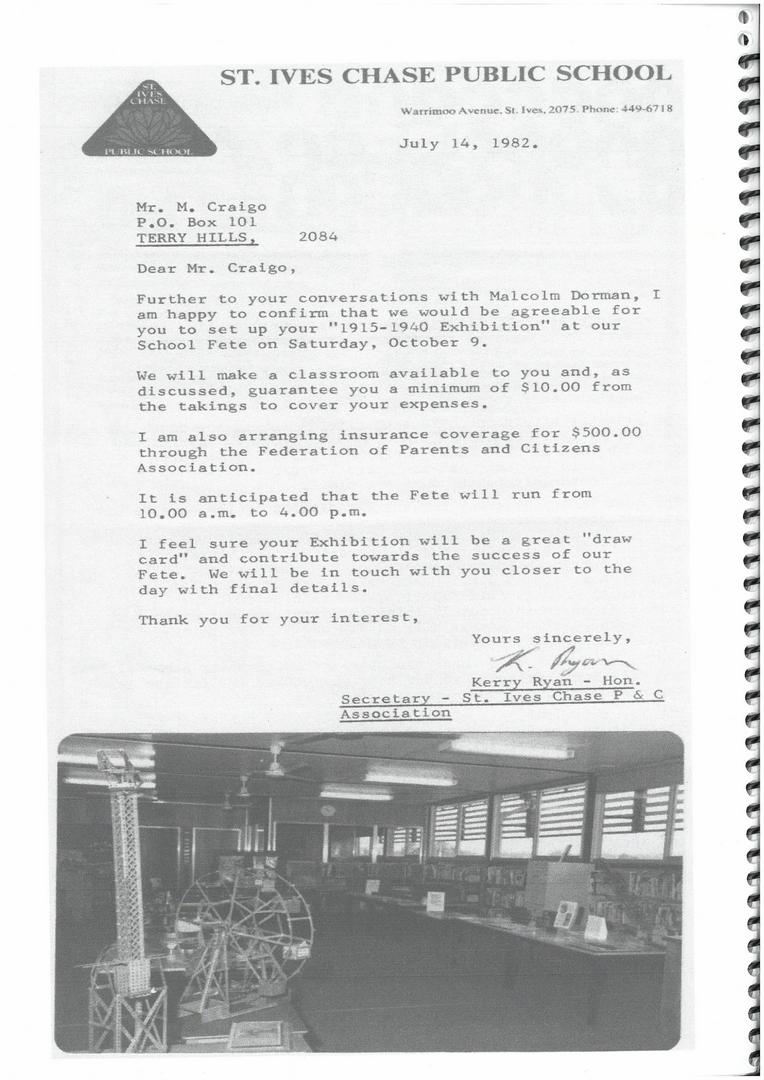 ST. IVES CHASE PUBLIC SCHOOL
ST.
IVES
CHASE
PUBLIC SCHOOL
Warrimoo Avenue, St. Ives, 2075. Phone: 449-6718
July 14, 1982.
Mr. M. Craigo
P.O. Box 101
TERRY HILLS, 2084
Dear Mr. Craigo,
Further to your conversations with Malcolm Dorman, I
am happy to confirm that we would be agreeable for
you to set up your "1915-1940 Exhibition" at our
School Fete on Saturday, October 9.
We will make a classroom available to you and, as
discussed, guarantee you a minimum of $10.00 from
the takings to cover your expenses.
I am also arranging insurance coverage for $500.00
through the Federation of Parents and Citizens
Association.
It is anticipated that the Fete will run from
10.00 a.m. to 4.00 p.m.
I feel sure your Exhibition will be a great "draw
card" and contribute towards the success of our
Fete. We will be in touch with you closer to the
day with final details.
Thank you for your interest,
Yours sincerely,
K. Ryan
Kerry Ryan - Hon.
Secretary - St. Ives Chase P & C
Association